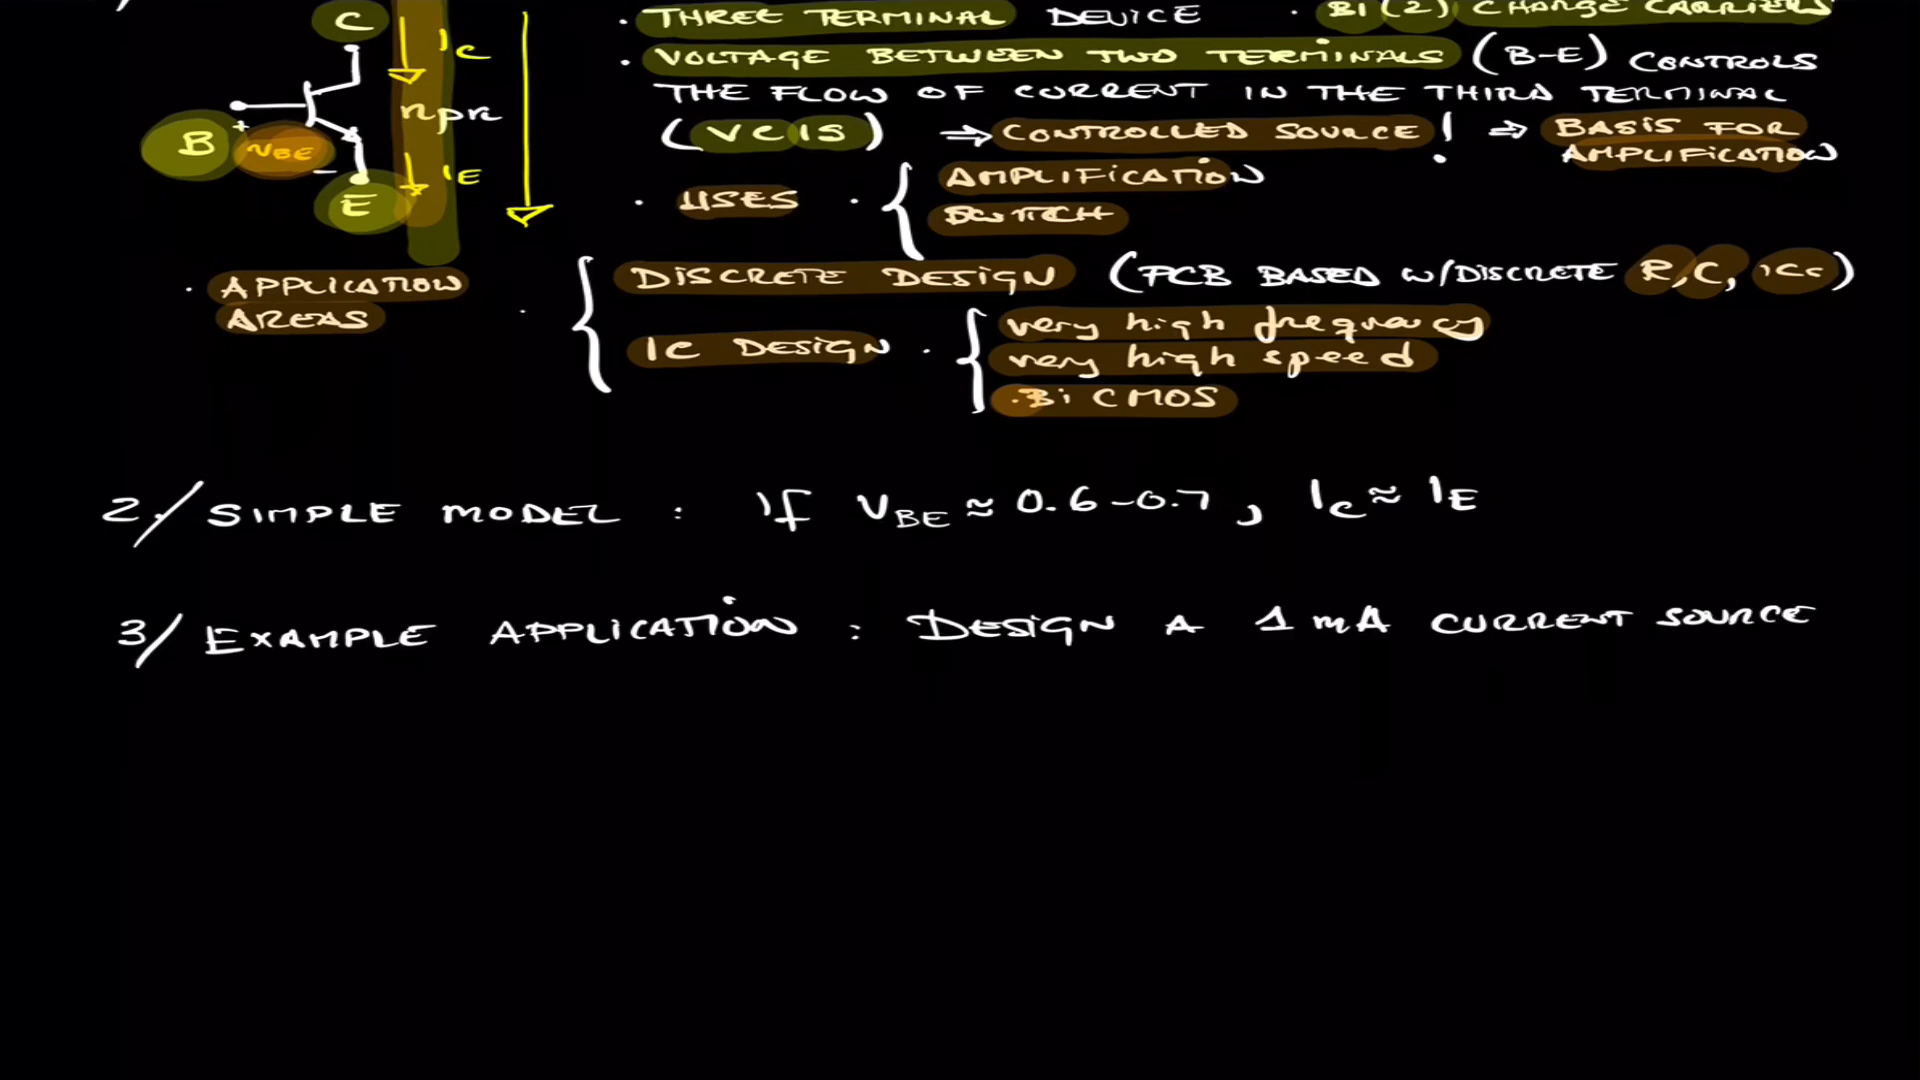 C
IC
· THREE TERMINAL DEVICE · BI (2) CHARGE CARRIERS
· VOLTAGE BETWEEN TWO TERMINALS (B-E) CONTROLS
THE FLOW OF CURRENT IN THE THIRD TERMINAL
(VCIS) ⇒ CONTROLLED SOURCE! ⇒ BASIS FOR
AMPLIFICATION
npn
B + VBE -
IE
E
· USES · { AMPLIFICATION
SWITCH
· APPLICATION
AREAS · { DISCRETE DESIGN (PCB BASED W/DISCRETE R, C, ICs)
IC DESIGN · { very high frequency
very high speed
BiCMOS
2/ SIMPLE MODEL : If VBE ≈ 0.6-0.7, IC ≈ IE
3/ EXAMPLE APPLICATION : DESIGN A 1 mA CURRENT SOURCE